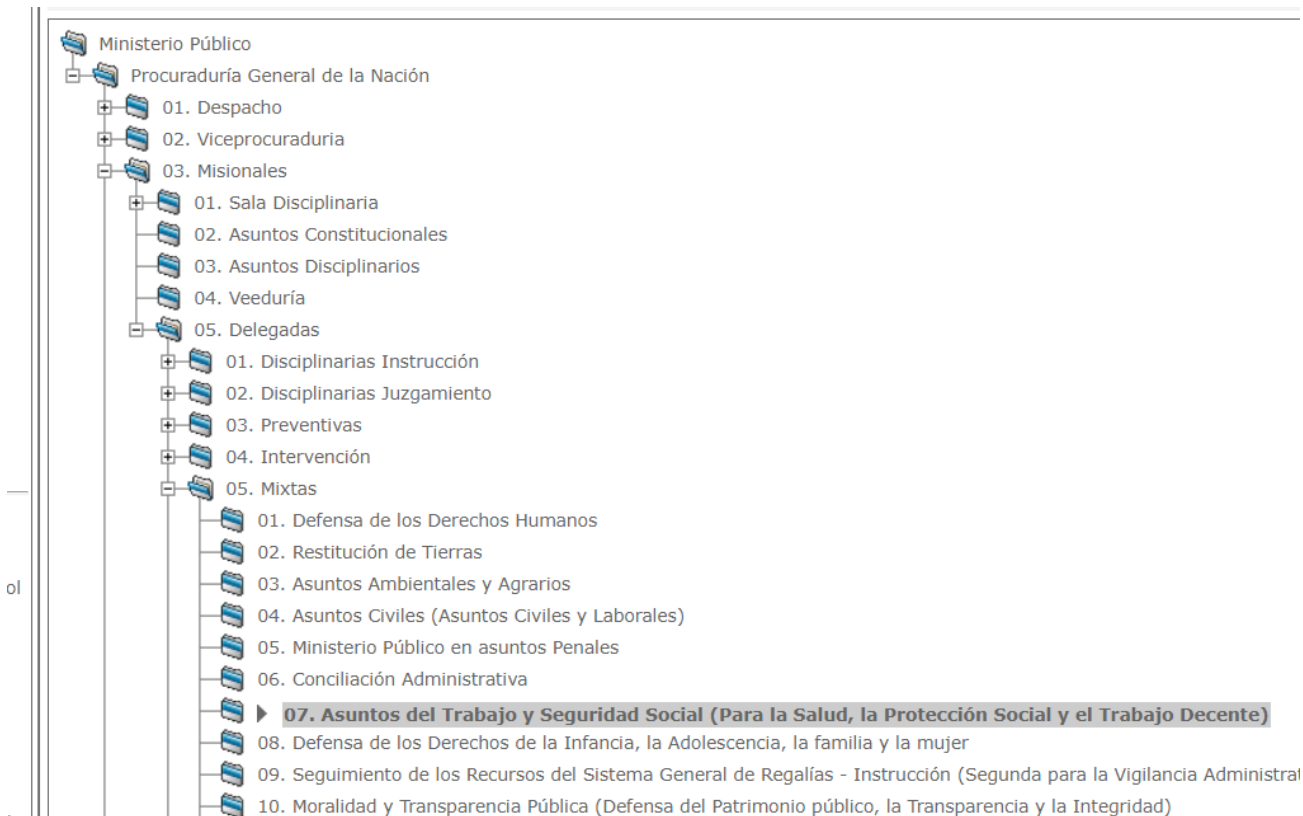 Ministerio Público
Procuraduría General de la Nación
01. Despacho
02. Viceprocuraduria
03. Misionales
01. Sala Disciplinaria
02. Asuntos Constitucionales
03. Asuntos Disciplinarios
04. Veeduría
05. Delegadas
01. Disciplinarias Instrucción
02. Disciplinarias Juzgamiento
03. Preventivas
04. Intervención
05. Mixtas
01. Defensa de los Derechos Humanos
02. Restitución de Tierras
03. Asuntos Ambientales y Agrarios
ol
04. Asuntos Civiles (Asuntos Civiles y Laborales)
05. Ministerio Público en asuntos Penales
06. Conciliación Administrativa
07. Asuntos del Trabajo y Seguridad Social (Para la Salud, la Protección Social y el Trabajo Decente)
08. Defensa de los Derechos de la Infancia, la Adolescencia, la familia y la mujer
09. Seguimiento de los Recursos del Sistema General de Regalías - Instrucción (Segunda para la Vigilancia Administrat
10. Moralidad y Transparencia Pública (Defensa del Patrimonio público, la Transparencia y la Integridad)